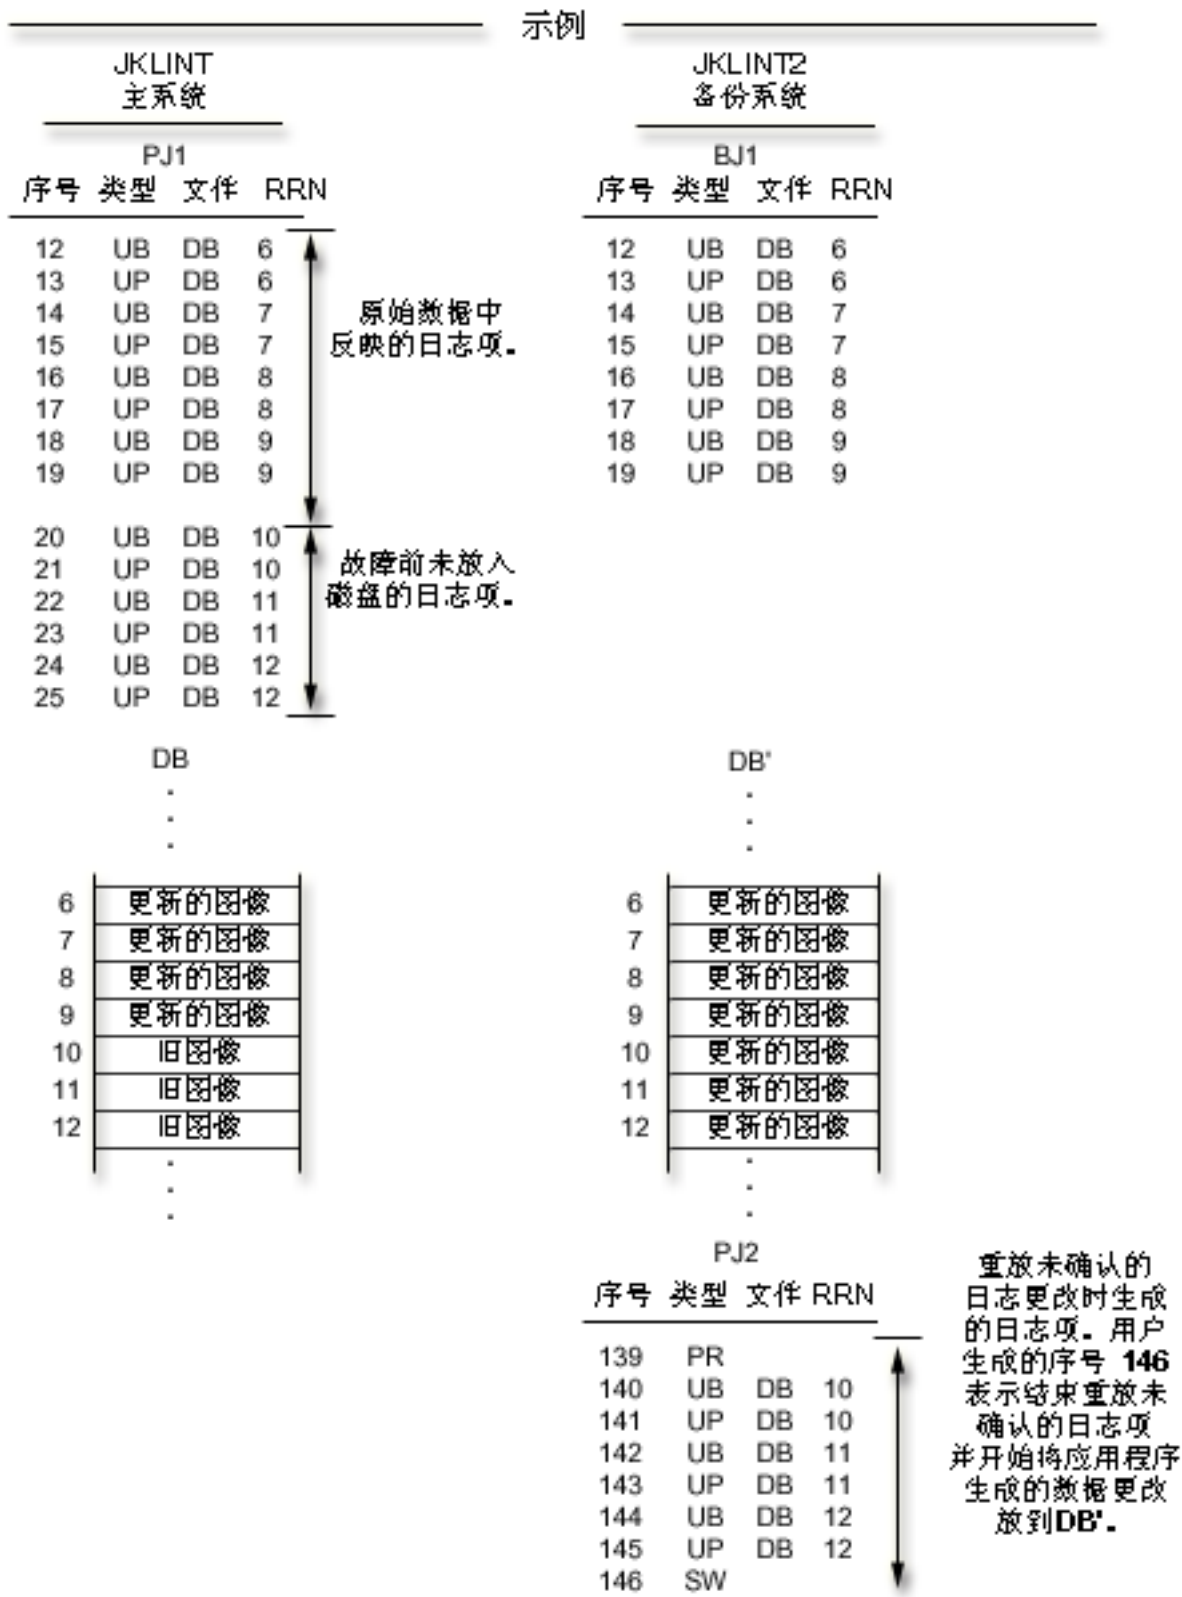 示例
JKLINT
主系统
PJ1
序号 类型 文件 RRN
12 UB DB 6
13 UP DB 6
14 UB DB 7
15 UP DB 7
16 UB DB 8
17 UP DB 8
18 UB DB 9
19 UP DB 9
原始数据中
反映的日志项。
20 UB DB 10
21 UP DB 10
22 UB DB 11
23 UP DB 11
24 UB DB 12
25 UP DB 12
故障前未放入
磁盘的日志项。
JKLINT2
备份系统
BJ1
序号 类型 文件 RRN
12 UB DB 6
13 UP DB 6
14 UB DB 7
15 UP DB 7
16 UB DB 8
17 UP DB 8
18 UB DB 9
19 UP DB 9
DB
6 更新的图像
7 更新的图像
8 更新的图像
9 更新的图像
10 旧图像
11 旧图像
12 旧图像
DB'
6 更新的图像
7 更新的图像
8 更新的图像
9 更新的图像
10 更新的图像
11 更新的图像
12 更新的图像
PJ2
序号 类型 文件 RRN
139 PR
140 UB DB 10
141 UP DB 10
142 UB DB 11
143 UP DB 11
144 UB DB 12
145 UP DB 12
146 SW
重放未确认的
日志更改时生成
的日志项。用户
生成的序号 146
表示结束重放未
确认的日志项
并开始将应用程序
生成的数据更改
放到DB'。